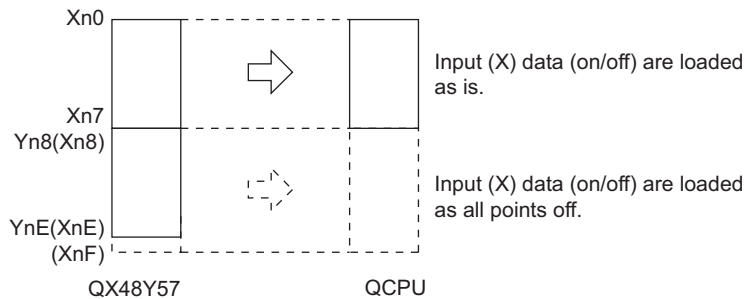 Xn0
Input (X) data (on/off) are loaded
as is.
Xn7
Yn8(Xn8)
Input (X) data (on/off) are loaded
as all points off.
YnE(XnE)
(XnF)
QX48Y57
QCPU